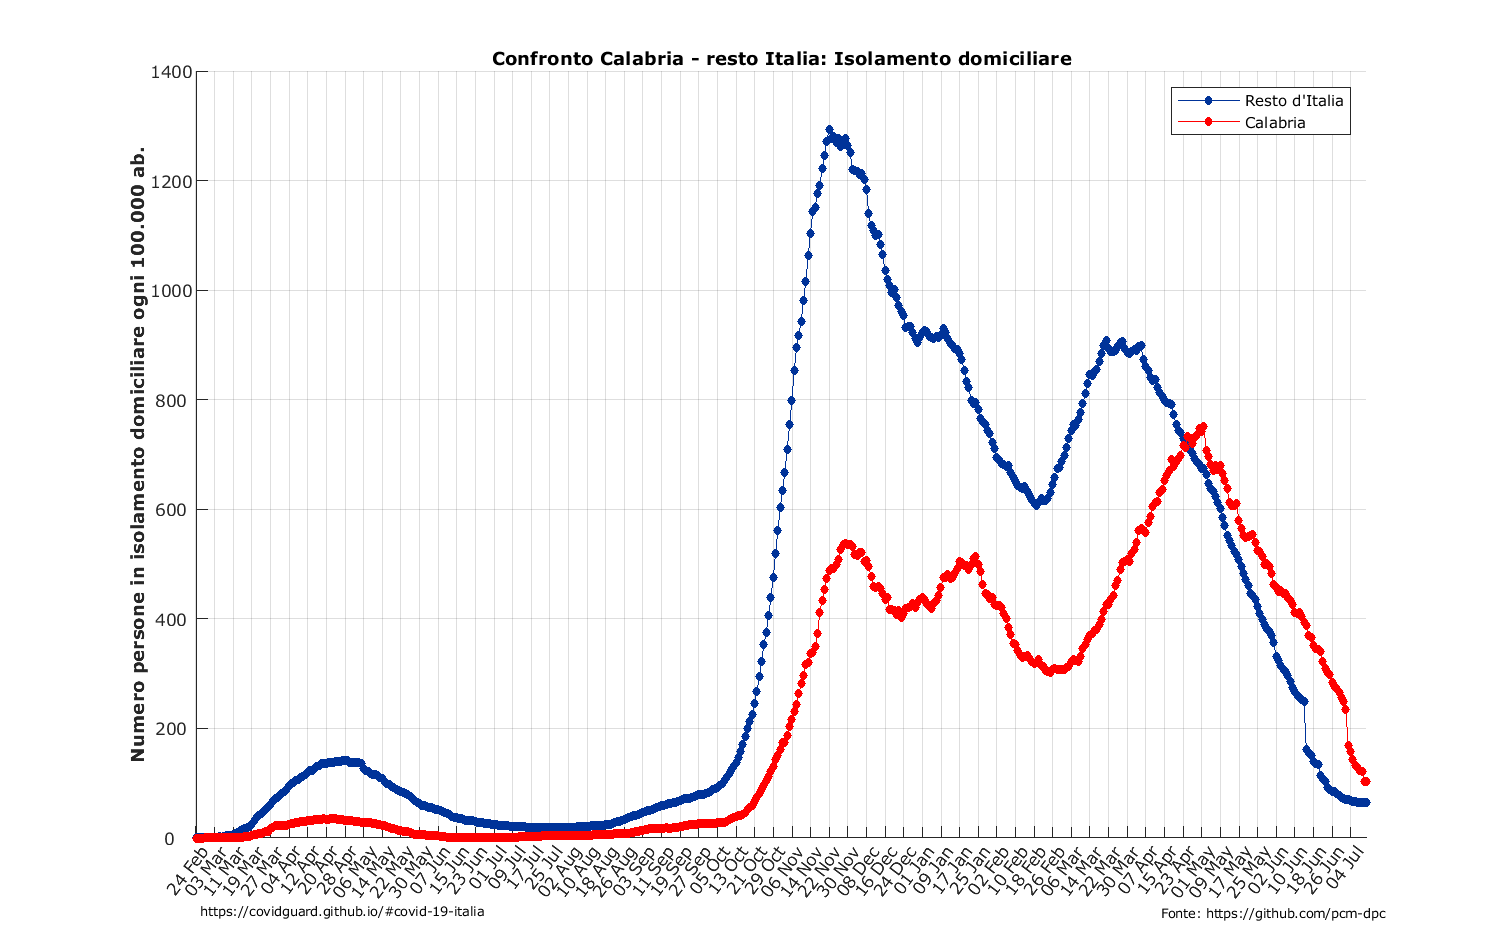 Confronto Calabria - resto Italia: Isolamento domiciliare
Numero persone in isolamento domiciliare ogni 100.000 ab.
1400
1200
1000
800
600
400
200
0
Resto d'Italia
Calabria
24 Feb
03 Mar
11 Mar
19 Mar
27 Mar
04 Apr
12 Apr
20 Apr
28 Apr
06 May
14 May
22 May
30 May
07 Jun
15 Jun
23 Jun
01 Jul
09 Jul
17 Jul
25 Jul
02 Aug
10 Aug
18 Aug
26 Aug
03 Sep
11 Sep
19 Sep
27 Sep
05 Oct
13 Oct
21 Oct
29 Oct
06 Nov
14 Nov
22 Nov
30 Nov
08 Dec
16 Dec
24 Dec
01 Jan
09 Jan
17 Jan
25 Jan
02 Feb
10 Feb
18 Feb
26 Feb
06 Mar
14 Mar
22 Mar
30 Mar
07 Apr
15 Apr
23 Apr
01 May
09 May
17 May
25 May
02 Jun
10 Jun
18 Jun
26 Jun
04 Jul
https://covidguard.github.io/#covid-19-italia
Fonte: https://github.com/pcm-dpc